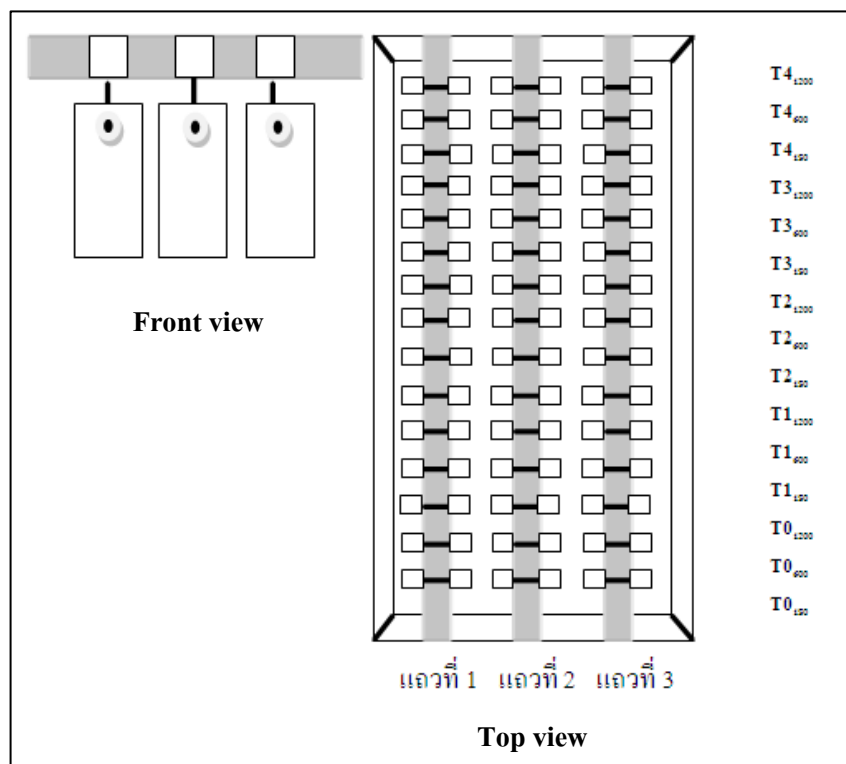 Front view
T4₁₂₀₀
T4₆₀₀
T4₁₅₀
T3₁₂₀₀
T3₆₀₀
T3₁₅₀
T2₁₂₀₀
T2₆₀₀
T2₁₅₀
T1₁₂₀₀
T1₆₀₀
T1₁₅₀
T0₁₂₀₀
T0₆₀₀
T0₁₅₀
แถวที่ 1 แถวที่ 2 แถวที่ 3
Top view